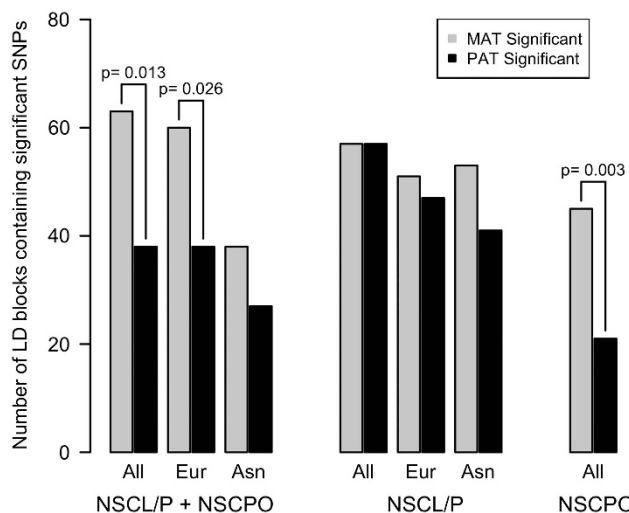 Number of LD blocks containing significant SNPs
80
60
40
20
0
MAT Significant
PAT Significant
p= 0.013
p= 0.026
p= 0.003
All Eur Asn All Eur Asn All
NSCL/P + NSCPO NSCL/P NSCPO